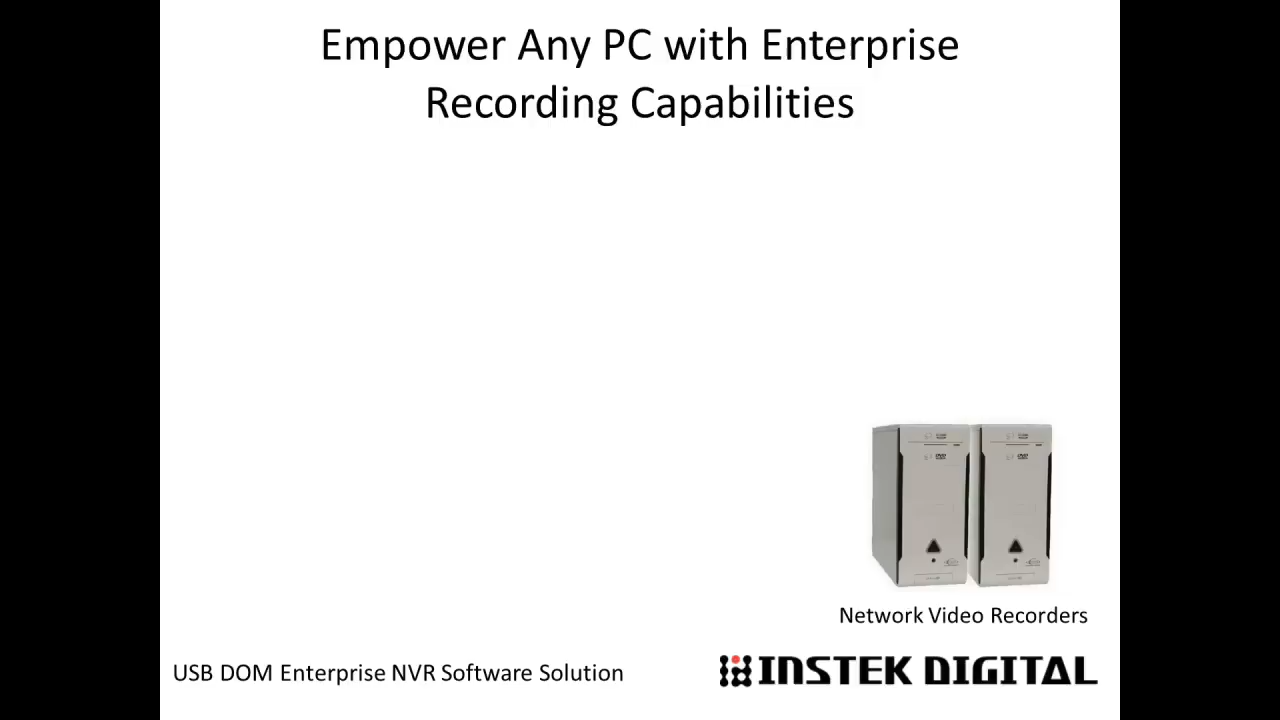 Empower Any PC with Enterprise
Recording Capabilities
Network Video Recorders
USB DOM Enterprise NVR Software Solution
INSTEK DIGITAL